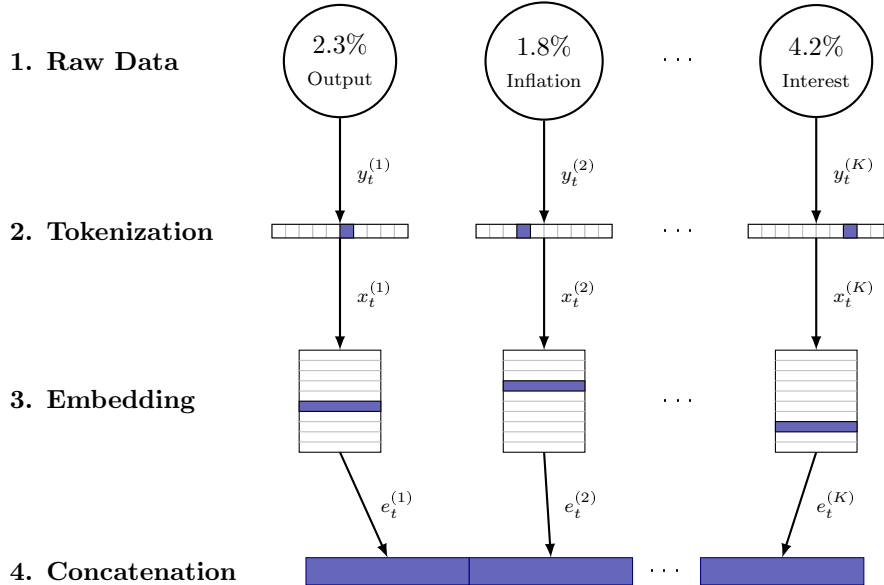 2.3% 1.8% 4.2%
1. Raw Data
. . .
Output Inflation Interest
y_t^{(1)} y_t^{(2)} y_t^{(K)}
2. Tokenization . . .
x_t^{(1)} x_t^{(2)} x_t^{(K)}
3. Embedding . . .
e_t^{(1)} e_t^{(2)} e_t^{(K)}
4. Concatenation . . .